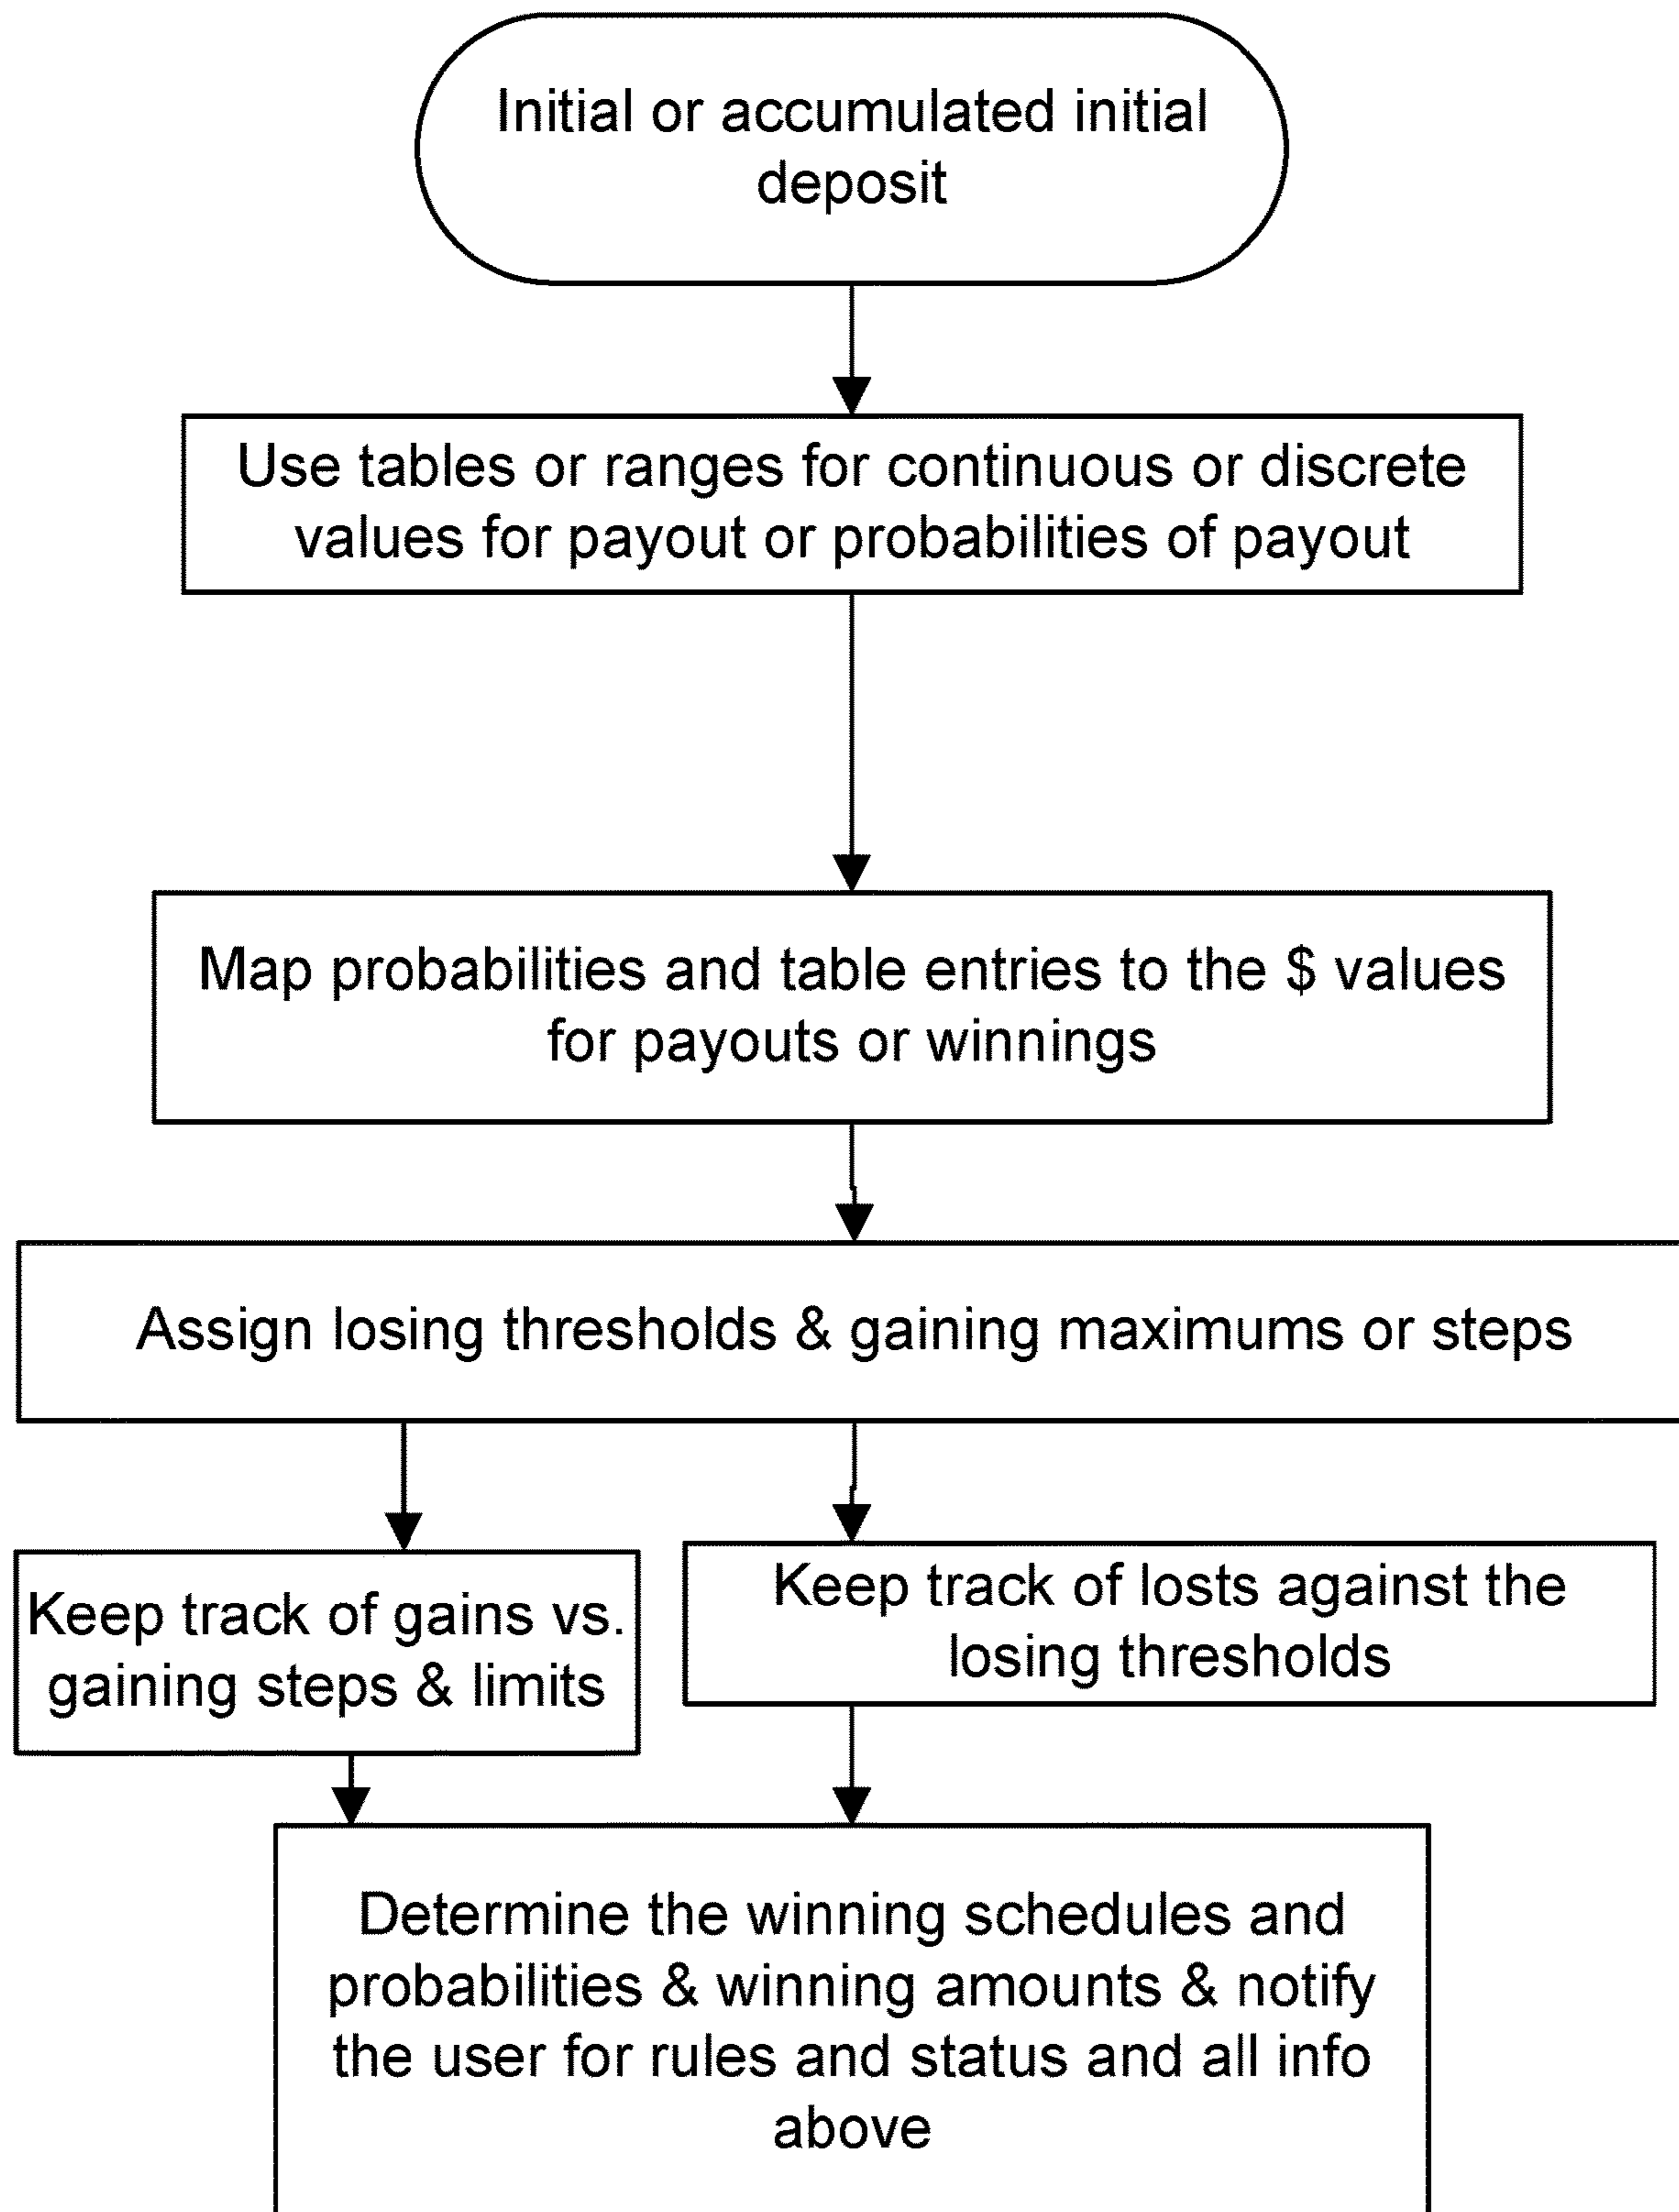 Initial or accumulated initial
deposit
Use tables or ranges for continuous or discrete
values for payout or probabilities of payout
Map probabilities and table entries to the $ values
for payouts or winnings
Assign losing thresholds & gaining maximums or steps
Keep track of gains vs.
gaining steps & limits
Keep track of losts against the
losing thresholds
Determine the winning schedules and
probabilities & winning amounts & notify
the user for rules and status and all info
above